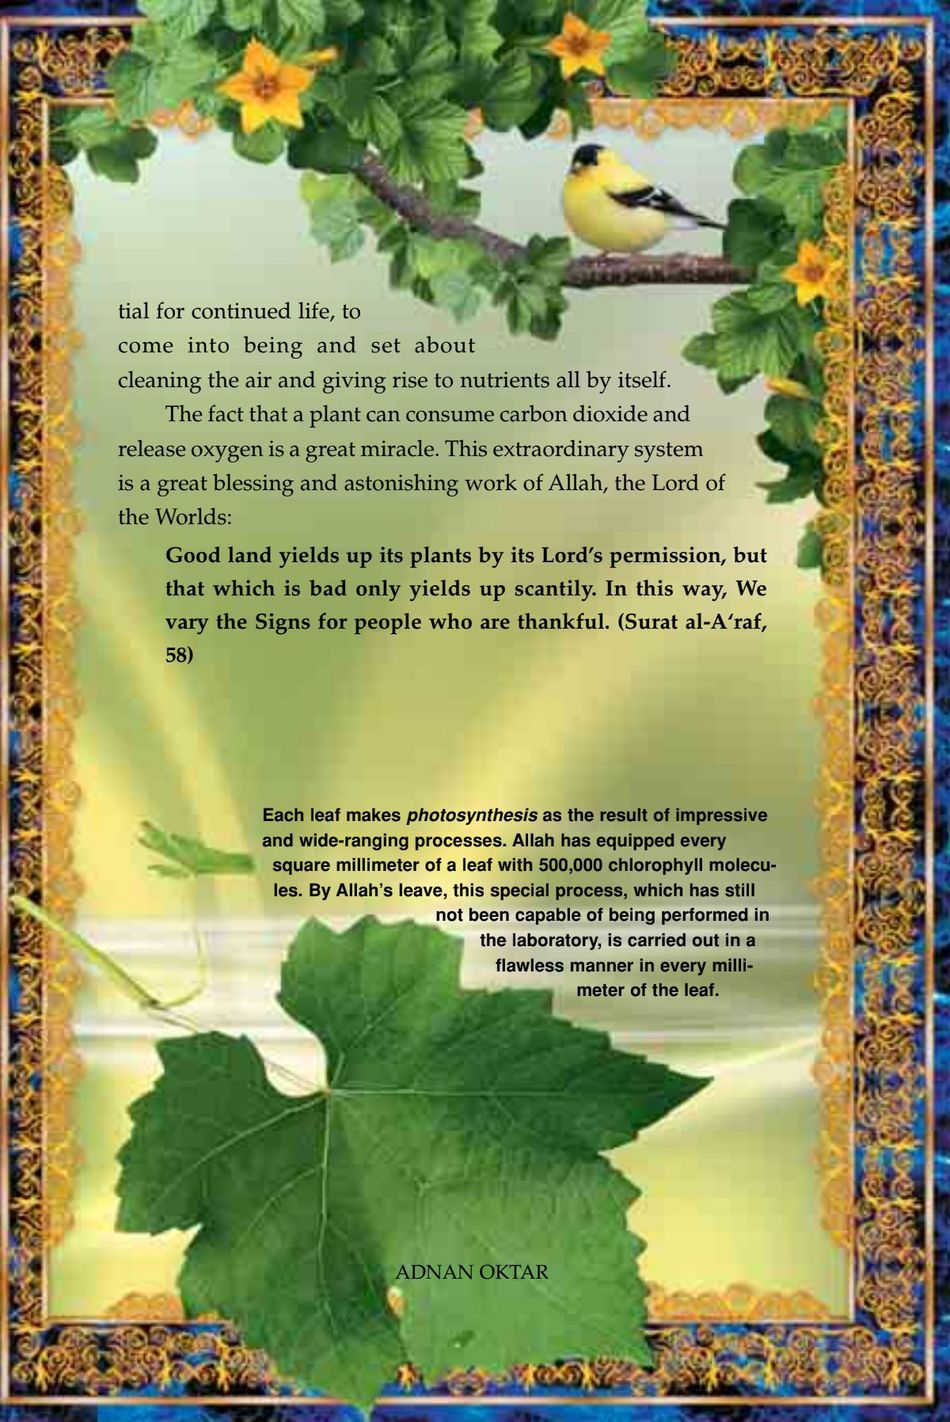 tial for continued life, to
come into being and set about
cleaning the air and giving rise to nutrients all by itself.
The fact that a plant can consume carbon dioxide and
release oxygen is a great miracle. This extraordinary system
is a great blessing and astonishing work of Allah, the Lord of
the Worlds:
Good land yields up its plants by its Lord's permission, but
that which is bad only yields up scantily. In this way, We
vary the Signs for people who are thankful. (Surat al-A'raf,
58)
Each leaf makes photosynthesis as the result of impressive
and wide-ranging processes. Allah has equipped every
square millimeter of a leaf with 500,000 chlorophyll molecu-
les. By Allah's leave, this special process, which has still
not been capable of being performed in
the laboratory, is carried out in a
flawless manner in every milli-
meter of the leaf.
ADNAN OKTAR